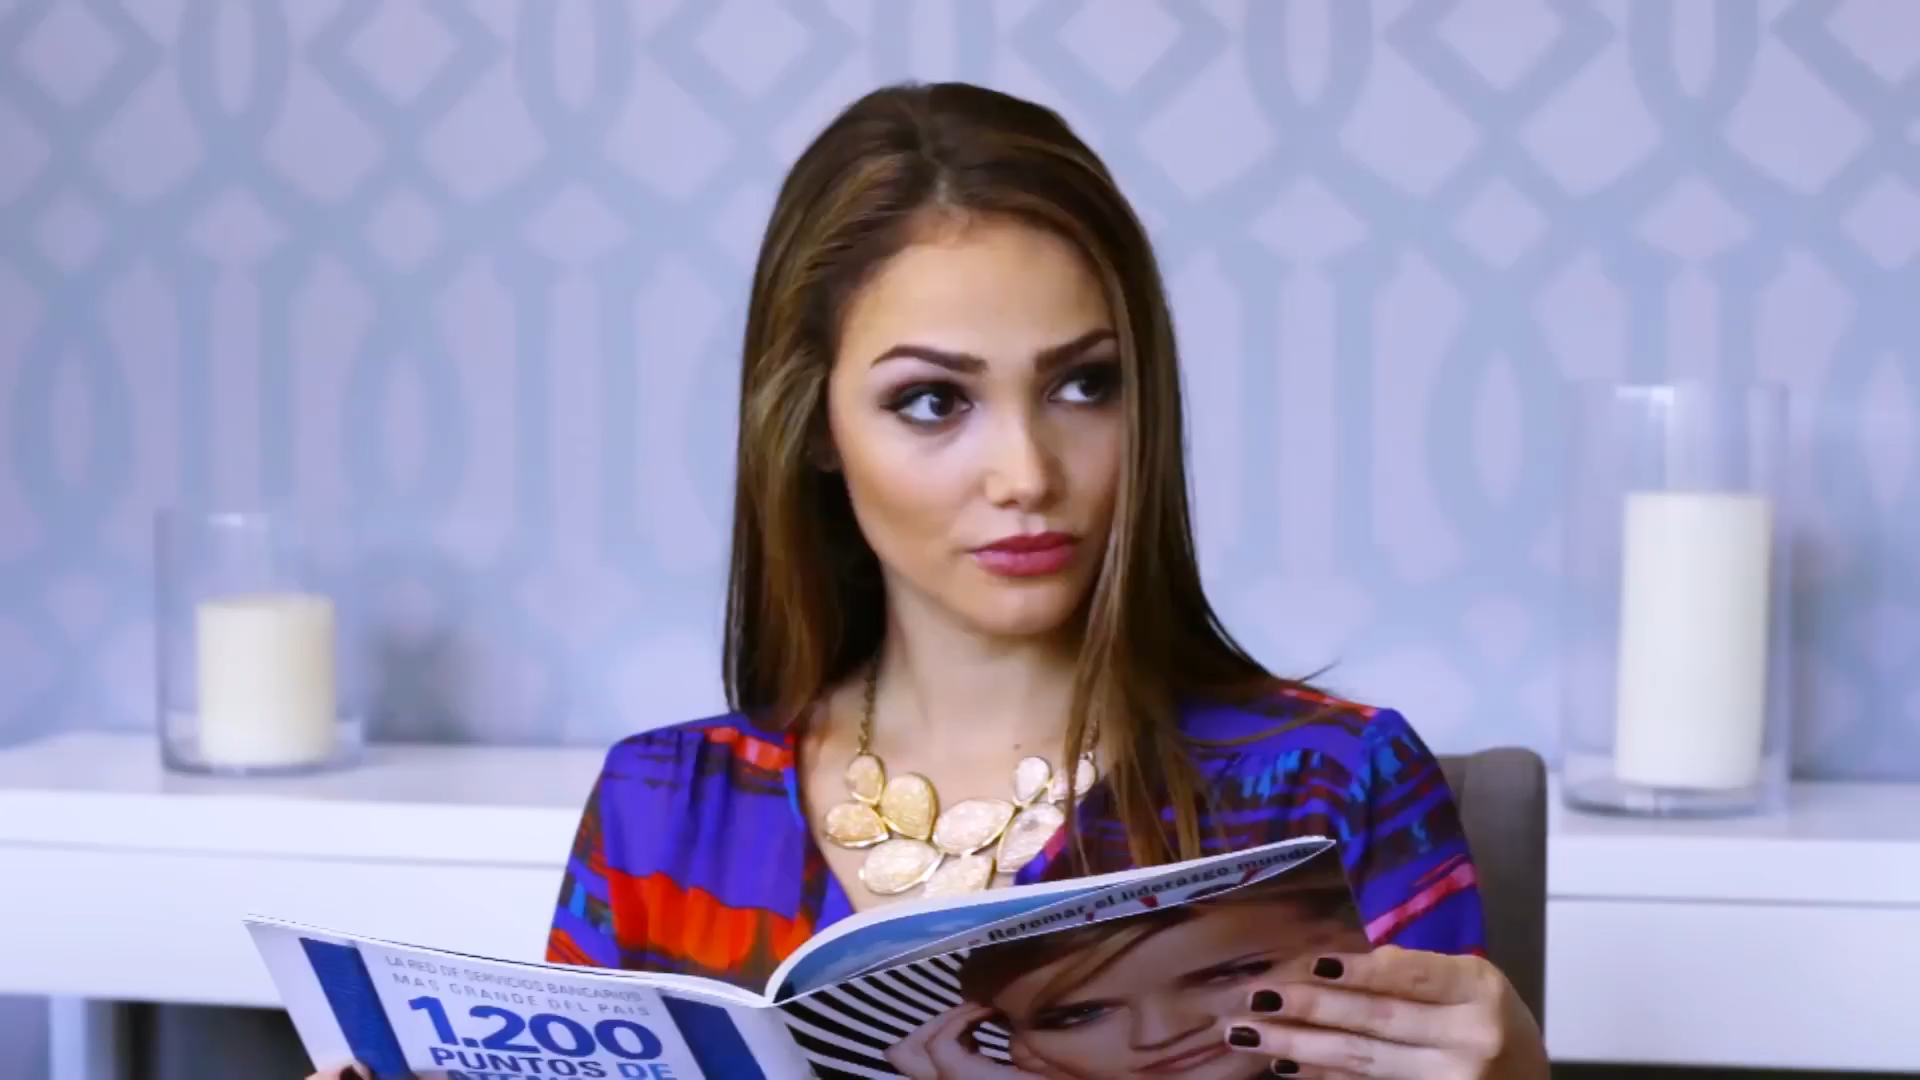 LA RED DE SERVICIOS BANCARIOS
MAS GRANDE DEL PAIS
1.200
PUNTOS DE
Retomar el liderazgo mundial